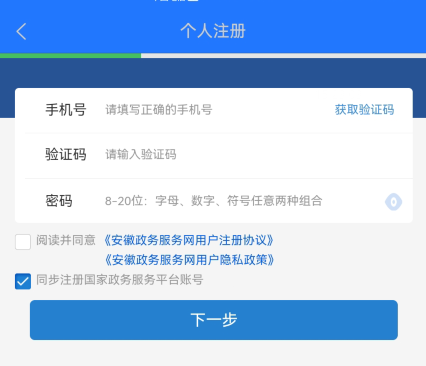 个人注册
手机号 请填写正确的手机号 获取验证码
验证码 请输入验证码
密码 8-20位：字母、数字、符号任意两种组合
阅读并同意 《安徽政务服务网用户注册协议》
《安徽政务服务网用户隐私政策》
同步注册国家政务服务平台账号
下一步